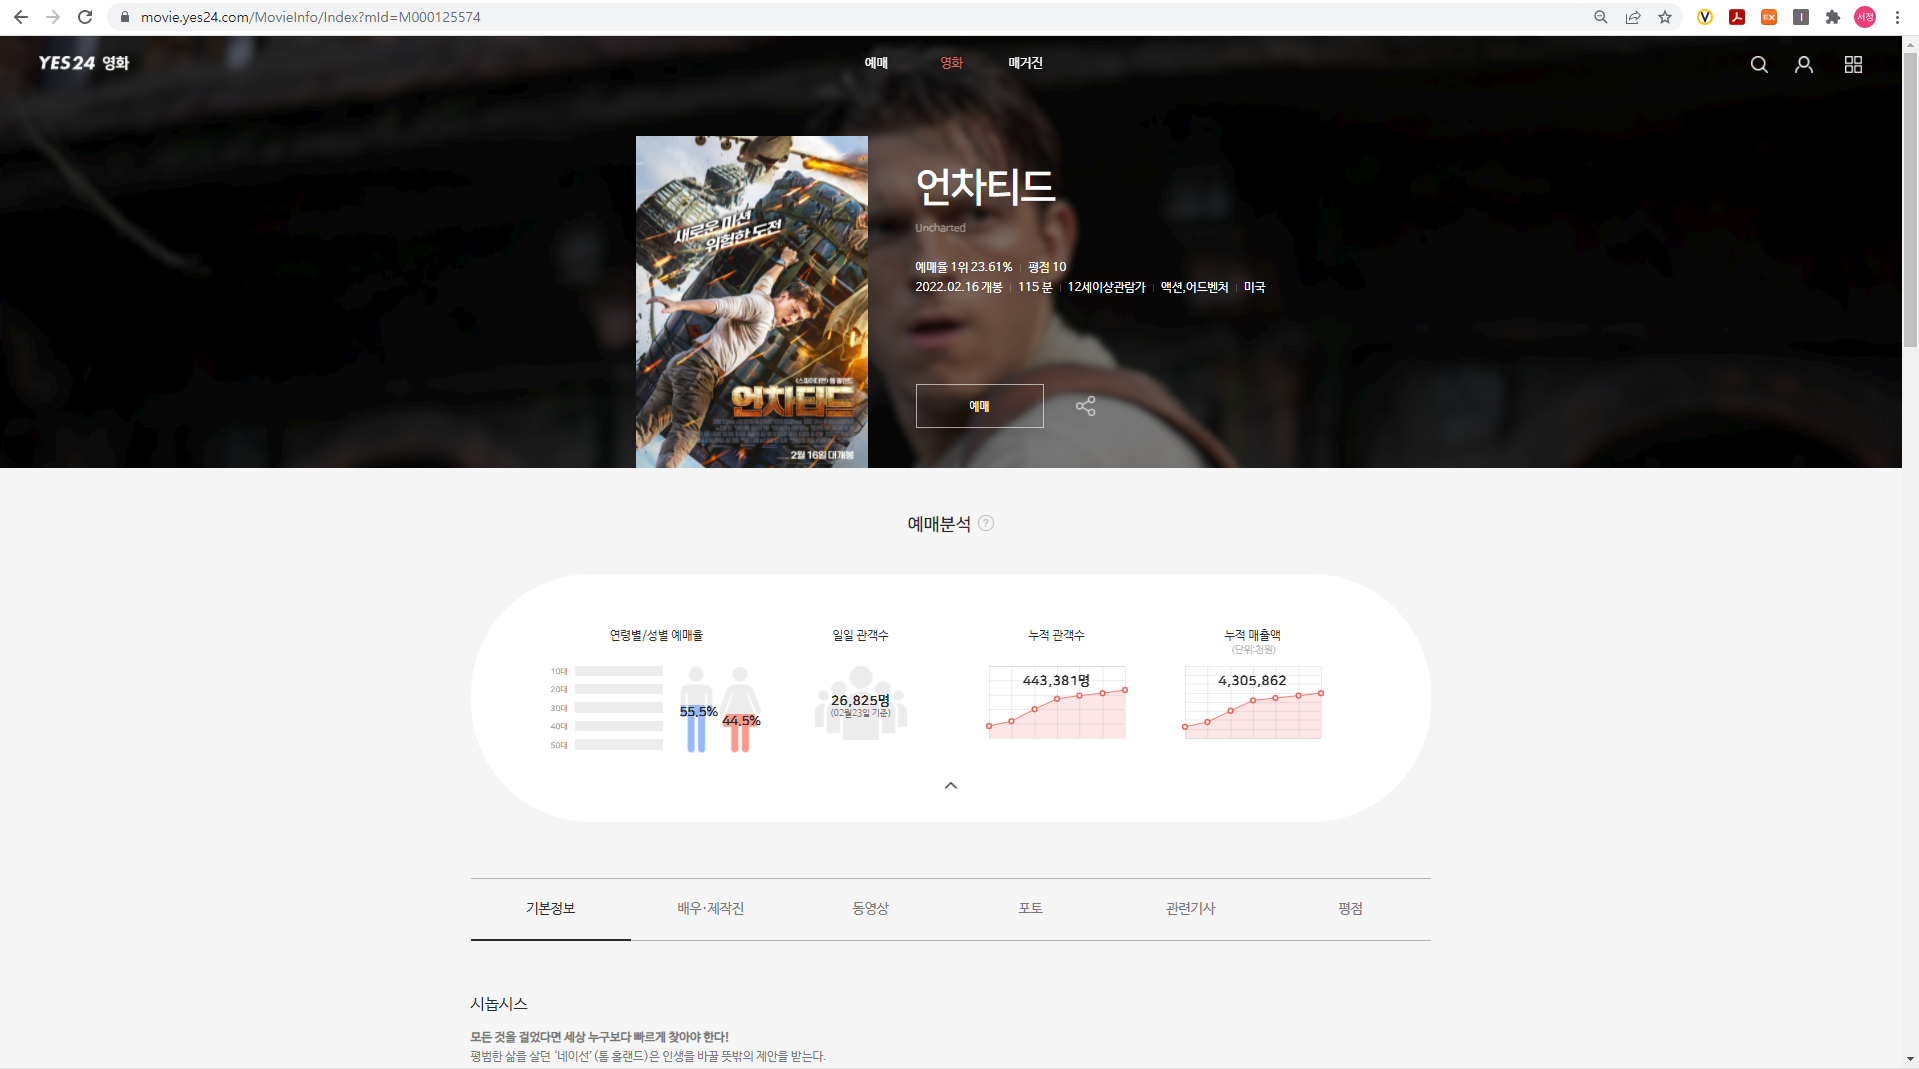 movie.yes24.com/MovieInfo/Index?mId=M000125574
서정
YES24 영화
예매
영화
매거진
새로운 미션
위험한 도전
<스파이더맨> 톰 홀랜드
언차티드
2월 16일 대개봉
언차티드
Uncharted
예매율 1위 23.61% 평점 10
2022.02.16 개봉 115 분 12세이상관람가 액션,어드벤처 미국
예매
예매분석 ?
연령별/성별 예매율
10대
20대
30대
40대
50대
55.5%
44.5%
일일 관객수
26,825명
(02월23일 기준)
누적 관객수
443,381명
누적 매출액
(단위:천원)
4,305,862
기본정보
배우·제작진
동영상
포토
관련기사
평점
시놉시스
모든 것을 걸었다면 세상 누구보다 빠르게 찾아야 한다!
평범한 삶을 살던 ‘네이선’(톰 홀랜드)은 인생을 바꿀 뜻밖의 제안을 받는다.